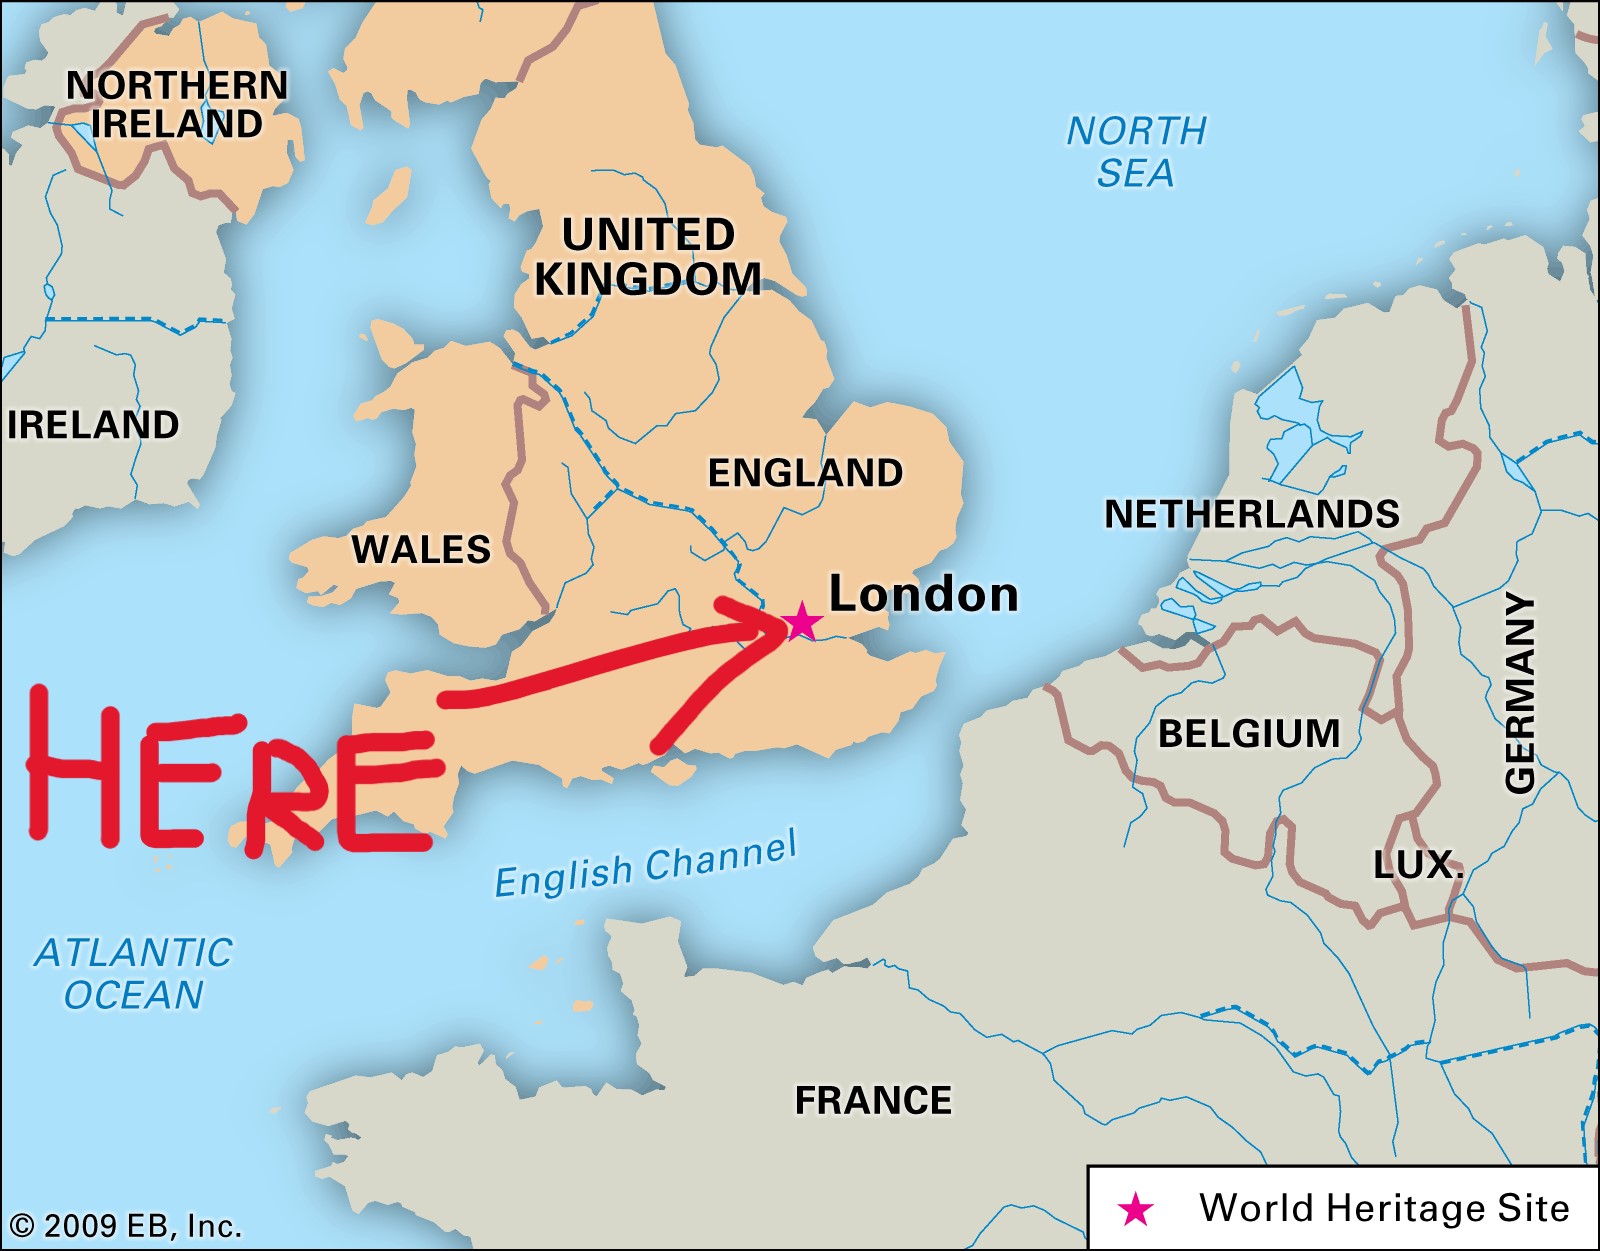 NORTHERN
IRELAND
NORTH
SEA
UNITED
KINGDOM
IRELAND
ENGLAND
WALES
NETHERLANDS
London
HERE
BELGIUM
GERMANY
LUX.
English Channel
ATLANTIC
OCEAN
FRANCE
World Heritage Site
© 2009 EB, Inc.